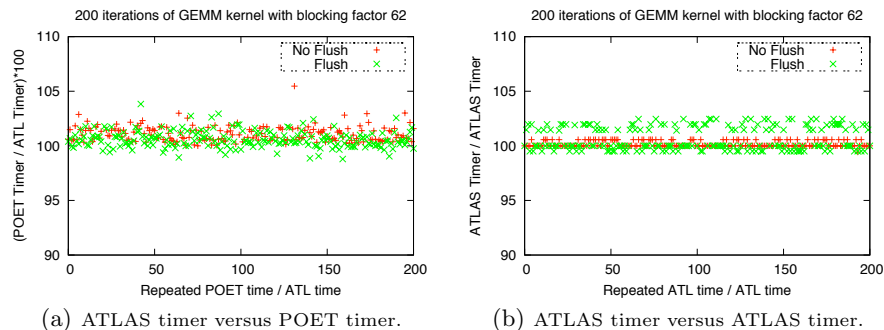 200 iterations of GEMM kernel with blocking factor 62
110
105
100
95
90
(POET Timer / ATL Timer)*100
No Flush
Flush
0 50 100 150 200
Repeated POET time / ATL time
(a) ATLAS timer versus POET timer.
200 iterations of GEMM kernel with blocking factor 62
110
105
100
95
90
ATLAS Timer / ATLAS Timer
No Flush
Flush
0 50 100 150 200
Repeated ATL time / ATL time
(b) ATLAS timer versus ATLAS timer.